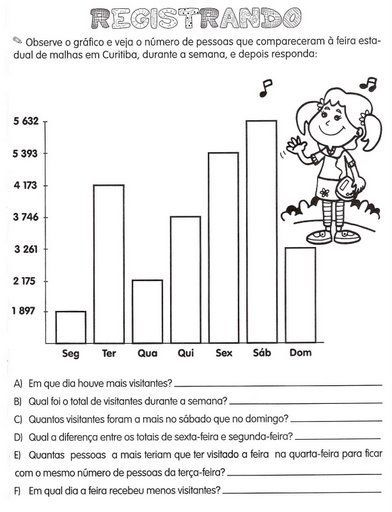 REGISTRANDO
✎ Observe o gráfico e veja o número de pessoas que compareceram à feira esta-
dual de malhas em Curitiba, durante a semana, e depois responda:
5 632
5 393
4 173
3 746
3 261
2 175
1 897
Seg Ter Qua Qui Sex Sáb Dom
A) Em que dia houve mais visitantes?
B) Qual foi o total de visitantes durante a semana?
C) Quantos visitantes foram a mais no sábado que no domingo?
D) Qual a diferença entre os totais de sexta-feira e segunda-feira?
E) Quantas pessoas a mais teriam que ter visitado a feira na quarta-feira para ficar
com o mesmo número de pessoas da terça-feira?
F) Em qual dia a feira recebeu menos visitantes?